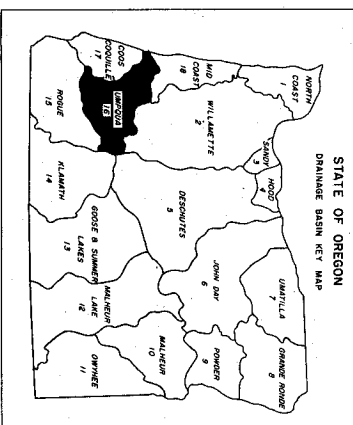 STATE OF OREGON
DRAINAGE BASIN KEY MAP
NORTH
COAST
1
WILLAMETTE
2
SANDY
3
HOOD
4
DESCHUTES
5
JOHN DAY
6
UMATILLA
7
GRANDE RONDE
8
POWDER
9
MALHEUR
10
OWYHEE
11
MALHEUR
LAKE
12
GOOSE & SUMMER
LAKES
13
KLAMATH
14
ROGUE
15
UMPQUA
16
COOS
COQUILLE
17
MID
COAST
18